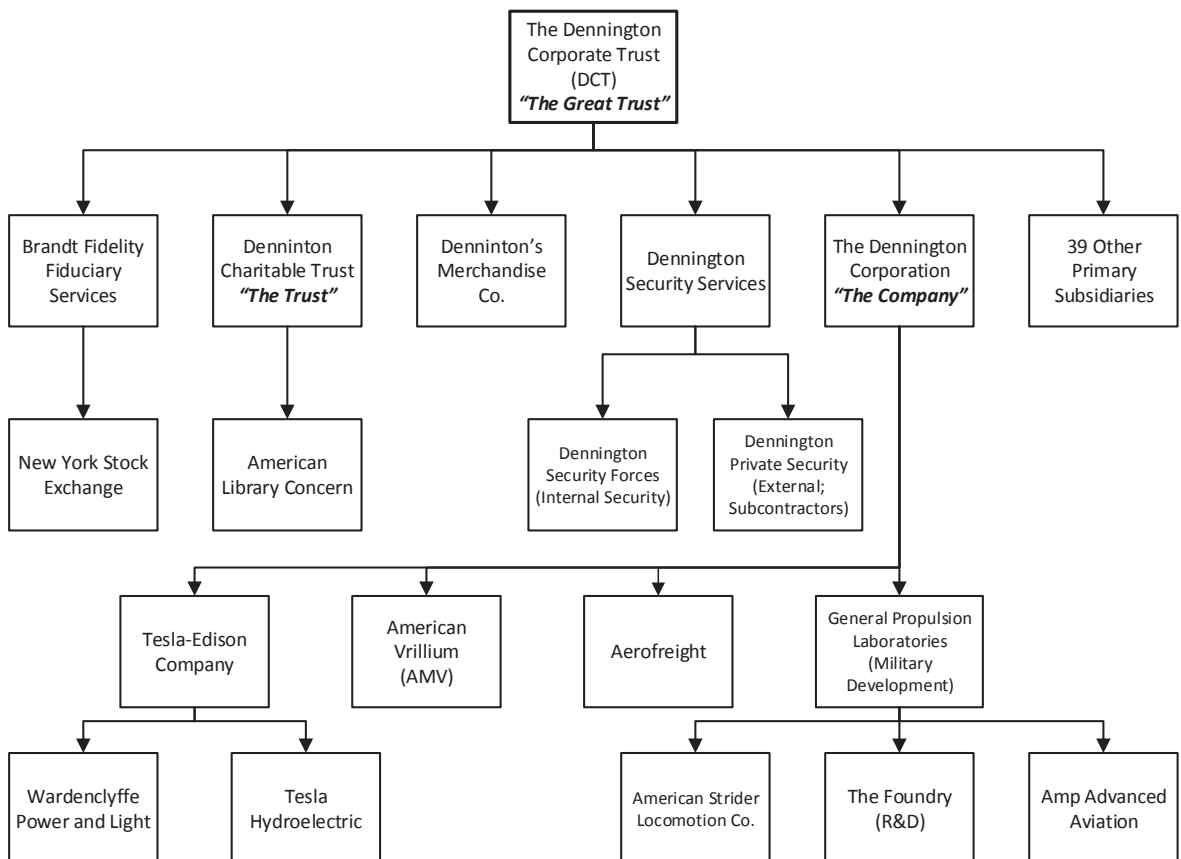 The Dennington
Corporate Trust
(DCT)
“The Great Trust”
Brandt Fidelity
Fiduciary
Services
Denninton
Charitable Trust
“The Trust”
Denninton’s
Merchandise
Co.
Dennington
Security Services
The Dennington
Corporation
“The Company”
39 Other
Primary
Subsidiaries
New York Stock
Exchange
American
Library Concern
Dennington
Security Forces
(Internal Security)
Dennington
Private Security
(External;
Subcontractors)
Tesla-Edison
Company
American
Vrillium
(AMV)
Aerofreight
General Propulsion
Laboratories
(Military
Development)
Wardenclyffe
Power and Light
Tesla
Hydroelectric
American Strider
Locomotion Co.
The Foundry
(R&D)
Amp Advanced
Aviation